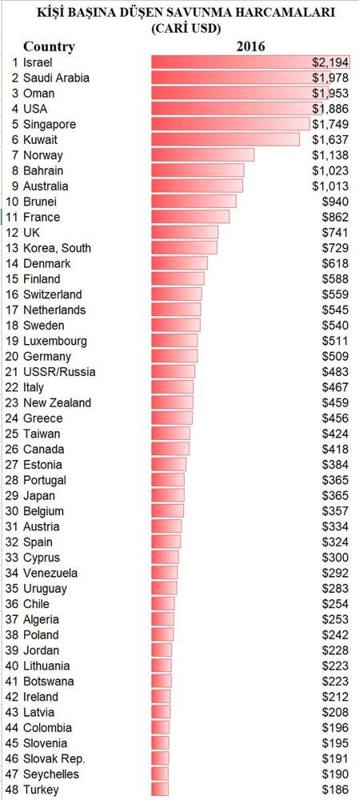 KİŞİ BAŞINA DÜŞEN SAVUNMA HARCAMALARI
(CARİ USD)
Country 2016
1 Israel $2,194
2 Saudi Arabia $1,978
3 Oman $1,953
4 USA $1,886
5 Singapore $1,749
6 Kuwait $1,637
7 Norway $1,138
8 Bahrain $1,023
9 Australia $1,013
10 Brunei $940
11 France $862
12 UK $741
13 Korea, South $729
14 Denmark $618
15 Finland $588
16 Switzerland $559
17 Netherlands $545
18 Sweden $540
19 Luxembourg $511
20 Germany $509
21 USSR/Russia $483
22 Italy $467
23 New Zealand $459
24 Greece $456
25 Taiwan $424
26 Canada $418
27 Estonia $384
28 Portugal $365
29 Japan $365
30 Belgium $357
31 Austria $334
32 Spain $324
33 Cyprus $300
34 Venezuela $292
35 Uruguay $283
36 Chile $254
37 Algeria $253
38 Poland $242
39 Jordan $228
40 Lithuania $223
41 Botswana $223
42 Ireland $212
43 Latvia $208
44 Colombia $196
45 Slovenia $195
46 Slovak Rep. $191
47 Seychelles $190
48 Turkey $186